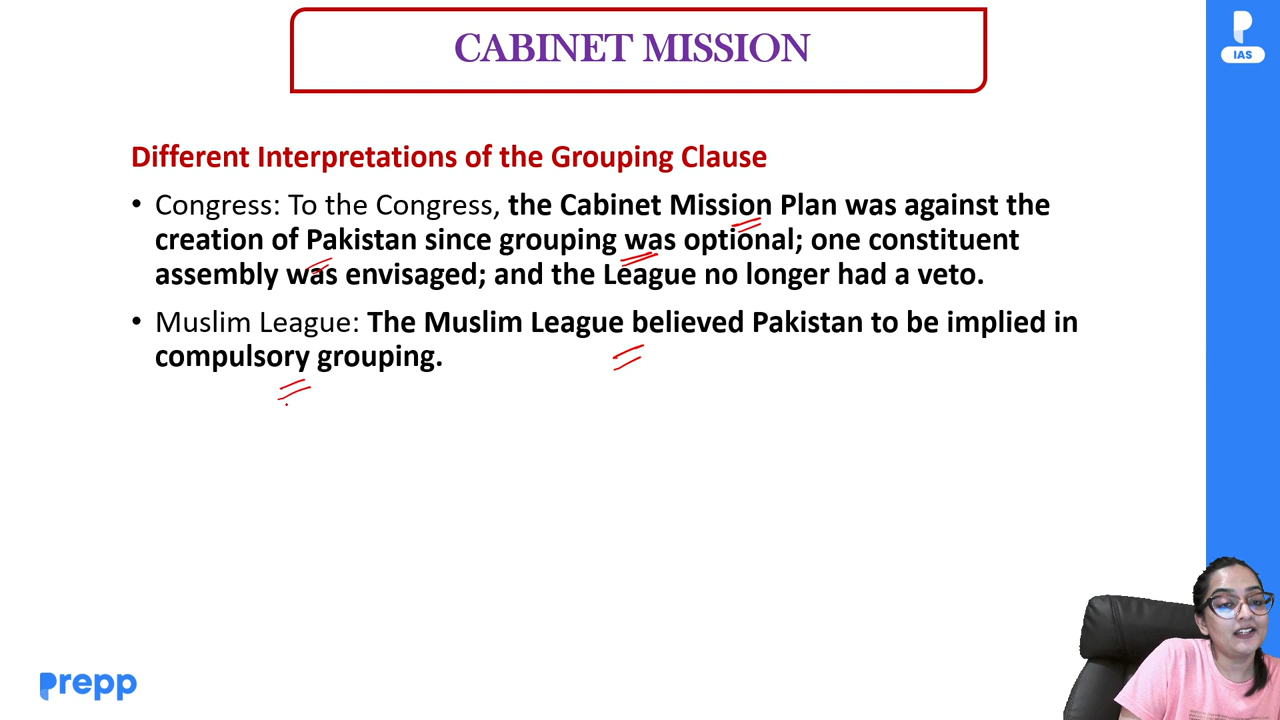 CABINET MISSION
IAS
Different Interpretations of the Grouping Clause
• Congress: To the Congress, the Cabinet Mission Plan was against the
creation of Pakistan since grouping was optional; one constituent
assembly was envisaged; and the League no longer had a veto.
• Muslim League: The Muslim League believed Pakistan to be implied in
compulsory grouping.
prepp